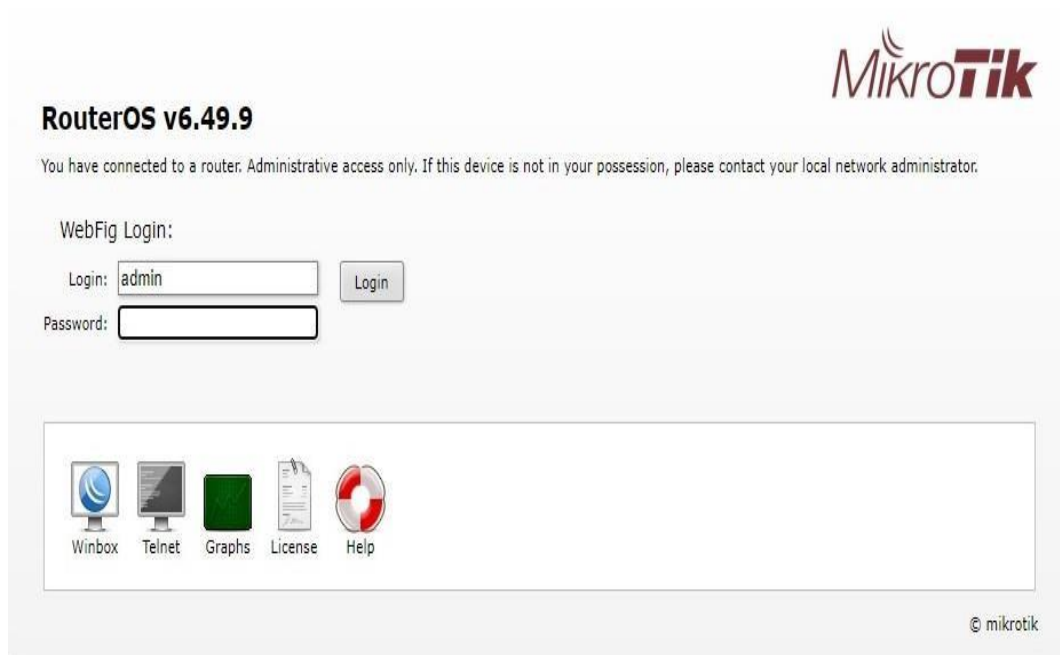 MikroTik
RouterOS v6.49.9
You have connected to a router. Administrative access only. If this device is not in your possession, please contact your local network administrator.
WebFig Login:
Login: admin Login
Password:
Winbox Telnet Graphs License Help
© mikrotik